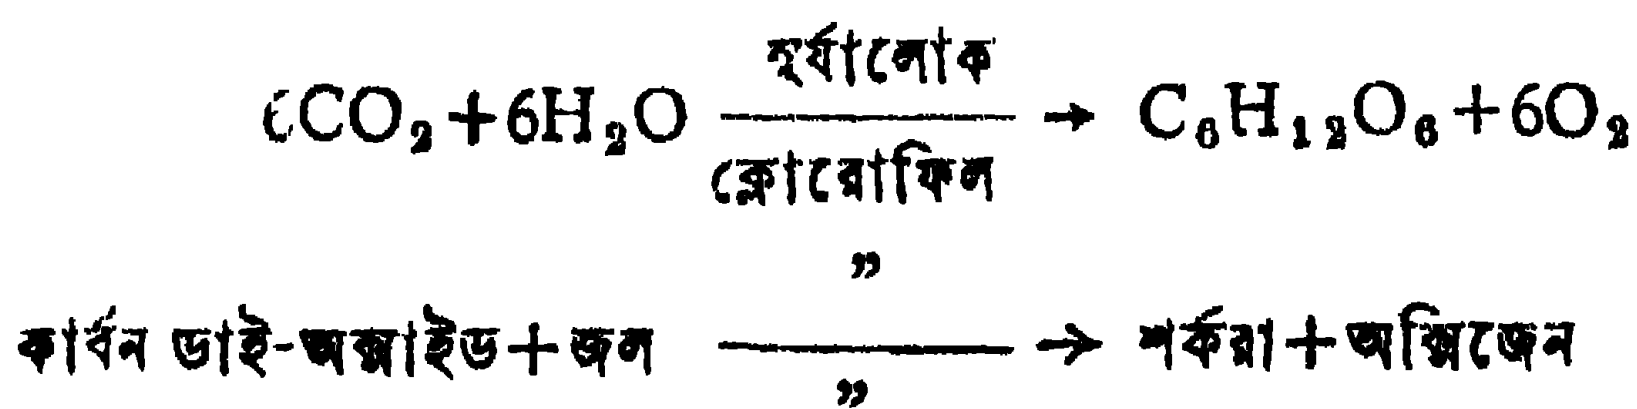 সূর্যালোক
6CO₂+6H₂O → C₆H₁₂O₆+6O₂
ক্লোরোফিল
”
কার্বন ডাই-অক্সাইড+জল → শর্করা+অক্সিজেন
”